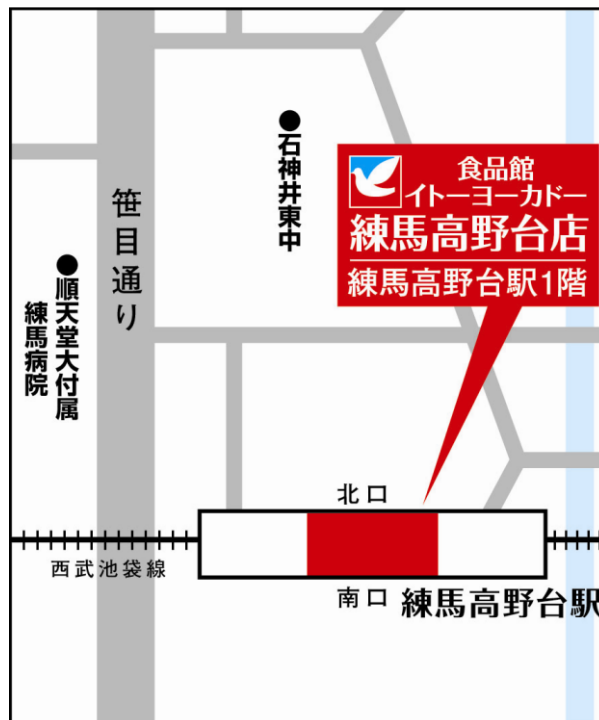 食品館
イトーヨーカドー
練馬高野台店
練馬高野台駅1階
●石神井東中
笹目通り
●順天堂大付属
練馬病院
北口
西武池袋線
南口
練馬高野台駅